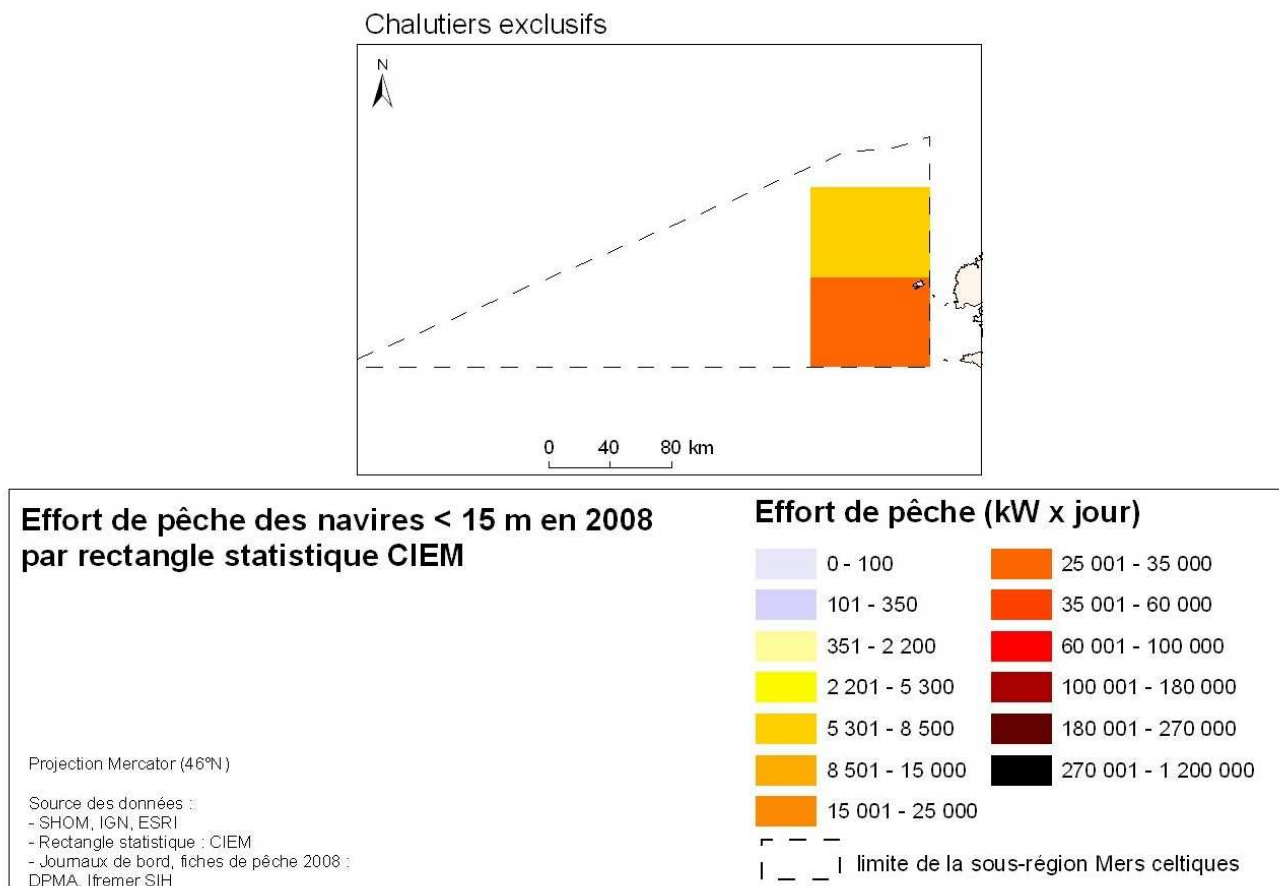 Chalutiers exclusifs
N
0 40 80 km
Effort de pêche des navires < 15 m en 2008
par rectangle statistique CIEM
Projection Mercator (46°N)
Source des données :
- SHOM, IGN, ESRI
- Rectangle statistique : CIEM
- Journaux de bord, fiches de pêche 2008 :
DPMA, Ifremer SIH
Effort de pêche (kW x jour)
0 - 100
101 - 350
351 - 2 200
2 201 - 5 300
5 301 - 8 500
8 501 - 15 000
15 001 - 25 000
25 001 - 35 000
35 001 - 60 000
60 001 - 100 000
100 001 - 180 000
180 001 - 270 000
270 001 - 1 200 000
limite de la sous-région Mers celtiques